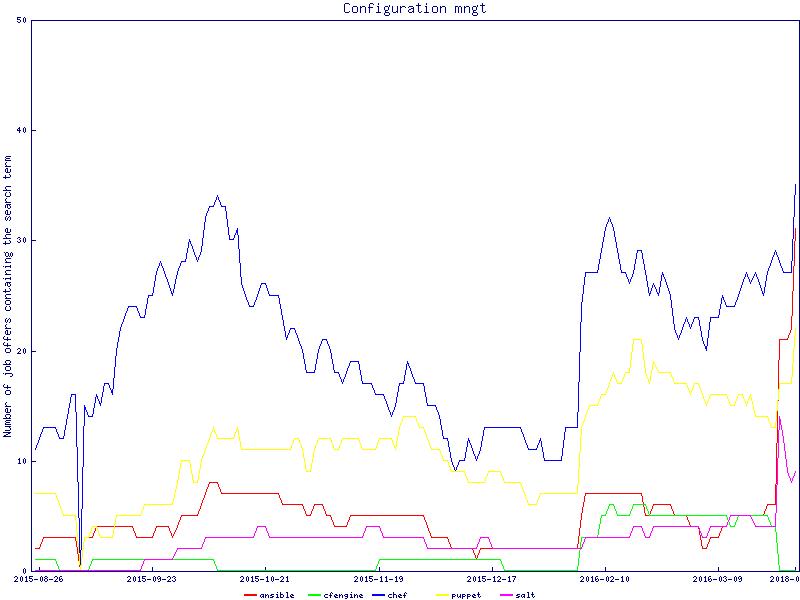 Configuration mngt
Number of job offers containing the search term
50
40
30
20
10
0
2015-08-26 2015-09-23 2015-10-21 2015-11-19 2015-12-17 2016-02-10 2016-03-09 2018-0
ansible cfengine chef puppet salt